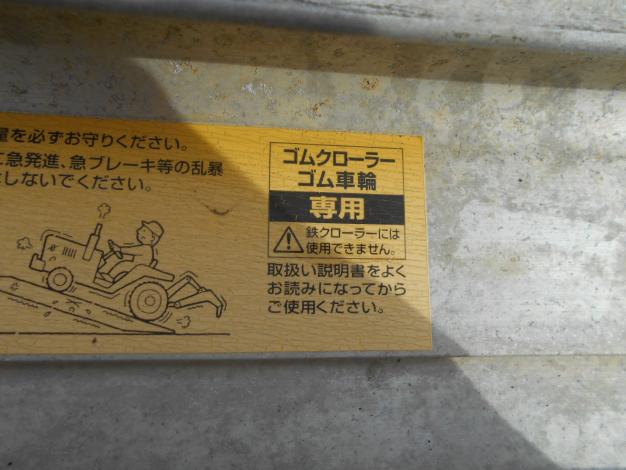 量を必ずお守りください。
急発進、急ブレーキ等の乱暴
しないでください。
ゴムクローラー
ゴム車輪
専用
鉄クローラーには
使用できません。
取扱い説明書をよく
お読みになってから
ご使用ください。